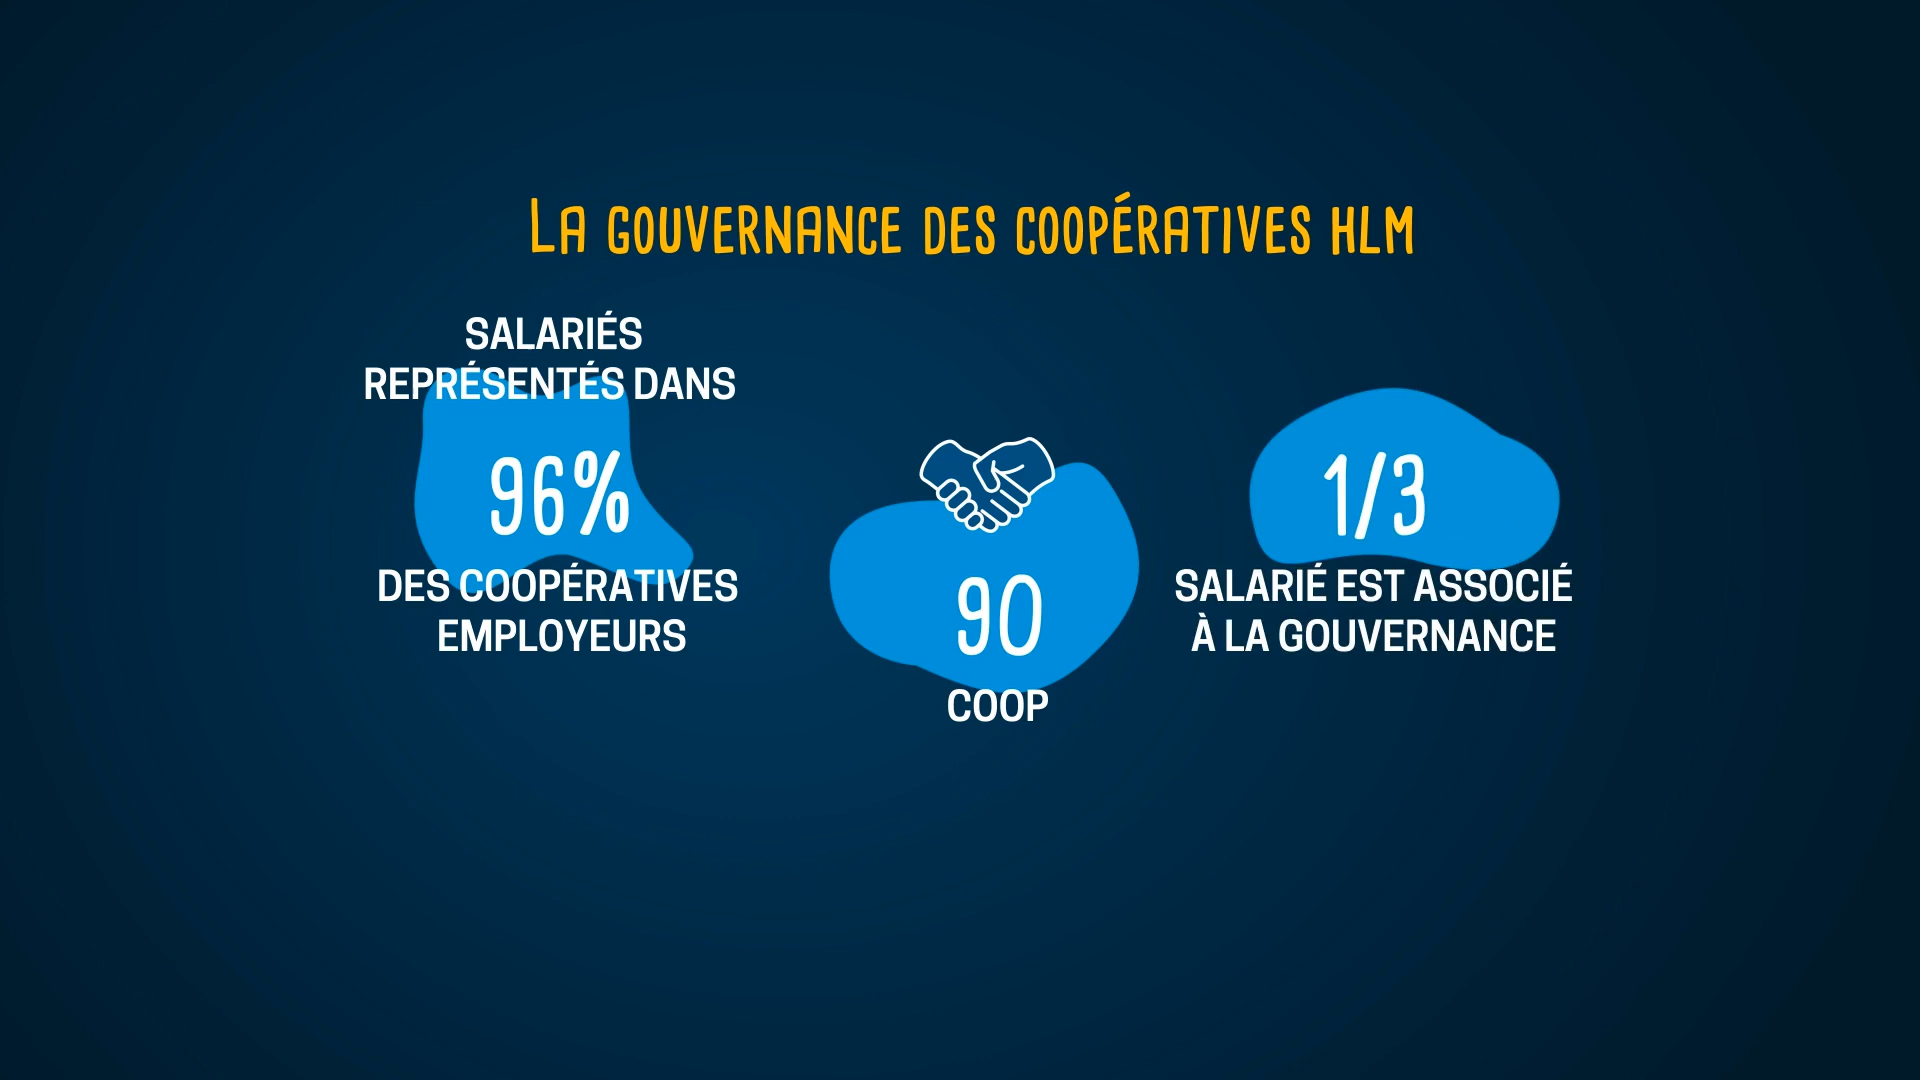 La gouvernance des coopératives HLM
SALARIÉS
REPRÉSENTÉS DANS
96%
DES COOPÉRATIVES
EMPLOYEURS
90
COOP
1/3
SALARIÉ EST ASSOCIÉ
À LA GOUVERNANCE